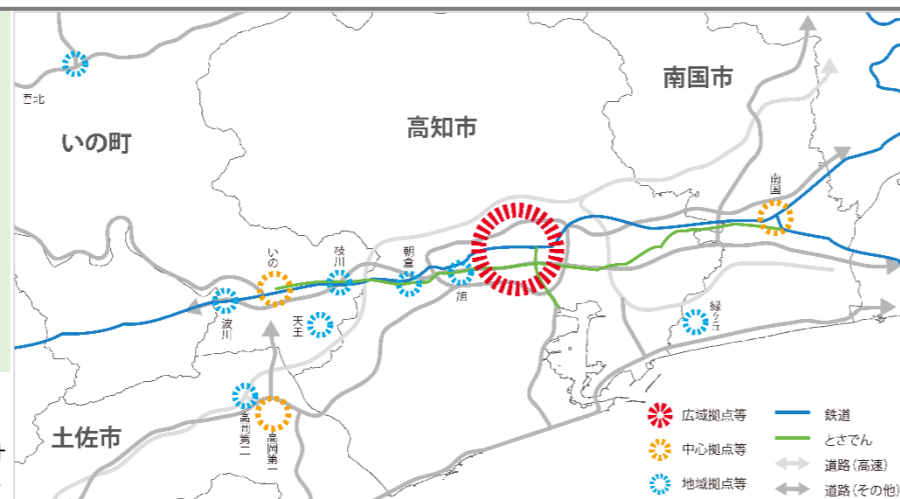 吾北
いの町
高知市
南国市
南国
いの
枝川
朝倉
旭
波川
天王
緑ヶ丘
高岡第二
高岡第一
土佐市
広域拠点等
中心拠点等
地域拠点等
鉄道
とさでん
道路（高速）
道路（その他）